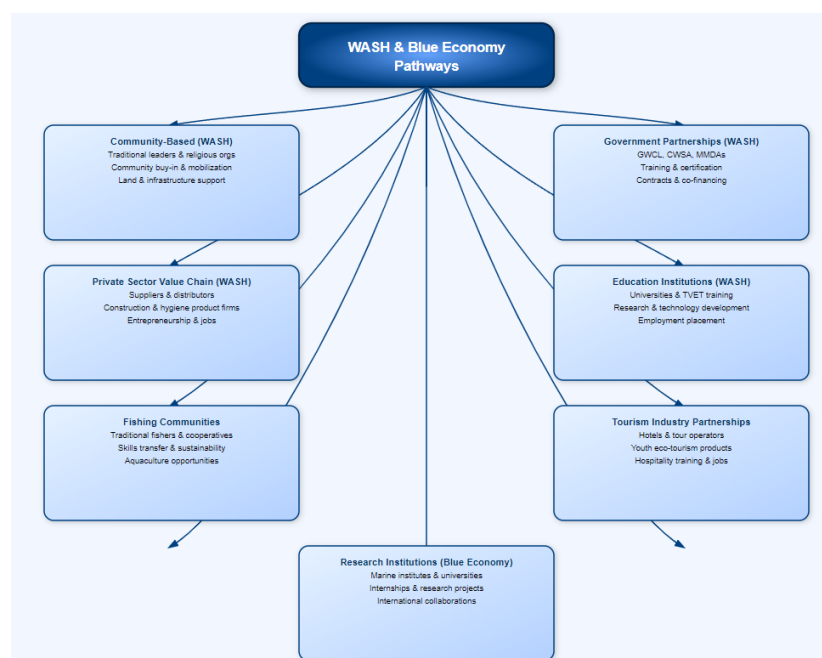 WASH & Blue Economy
Pathways
Community-Based (WASH)
Traditional leaders & religious orgs
Community buy-in & mobilization
Land & infrastructure support
Government Partnerships (WASH)
GWCL, CWSA, MMDAs
Training & certification
Contracts & co-financing
Private Sector Value Chain (WASH)
Suppliers & distributors
Construction & hygiene product firms
Entrepreneurship & jobs
Education Institutions (WASH)
Universities & TVET training
Research & technology development
Employment placement
Fishing Communities
Traditional fishers & cooperatives
Skills transfer & sustainability
Aquaculture opportunities
Tourism Industry Partnerships
Hotels & tour operators
Youth eco-tourism products
Hospitality training & jobs
Research Institutions (Blue Economy)
Marine institutes & universities
Internships & research projects
International collaborations